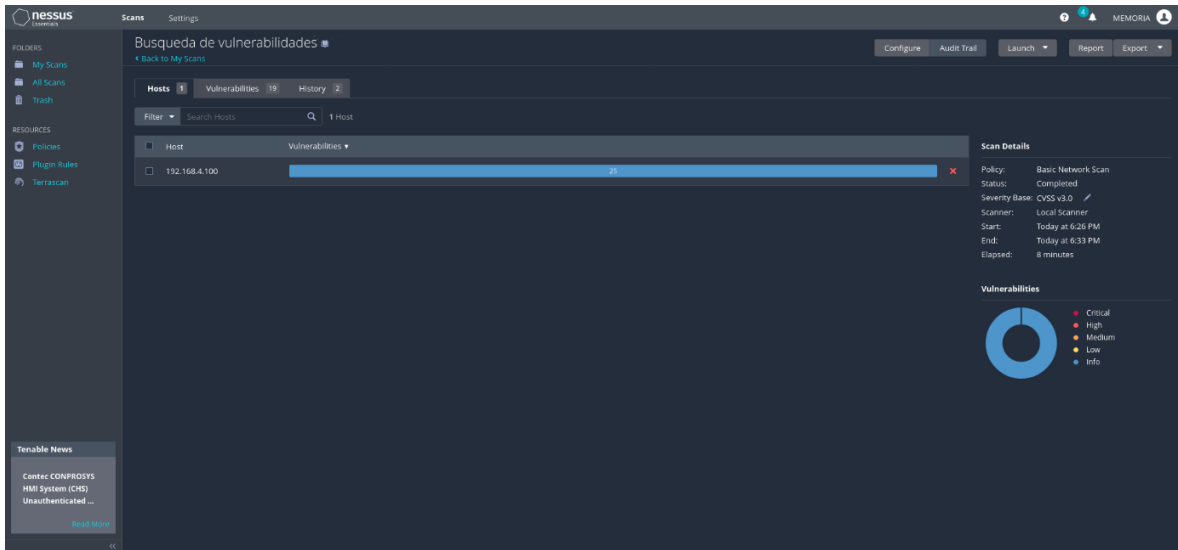 nessus
Essentials
Scans Settings
4
MEMORIA
FOLDERS
My Scans
All Scans
Trash
RESOURCES
Policies
Plugin Rules
Terrascan
Busqueda de vulnerabilidades
< Back to My Scans
Configure Audit Trail Launch Report Export
Hosts 1 Vulnerabilities 19 History 2
Filter Search Hosts 1 Host
Host Vulnerabilities
192.168.4.100 25
Scan Details
Policy: Basic Network Scan
Status: Completed
Severity Base: CVSS v3.0
Scanner: Local Scanner
Start: Today at 6:26 PM
End: Today at 6:33 PM
Elapsed: 8 minutes
Vulnerabilities
Critical
High
Medium
Low
Info
Tenable News
Contec CONPROSYS
HMI System (CHS)
Unauthenticated ...
Read More